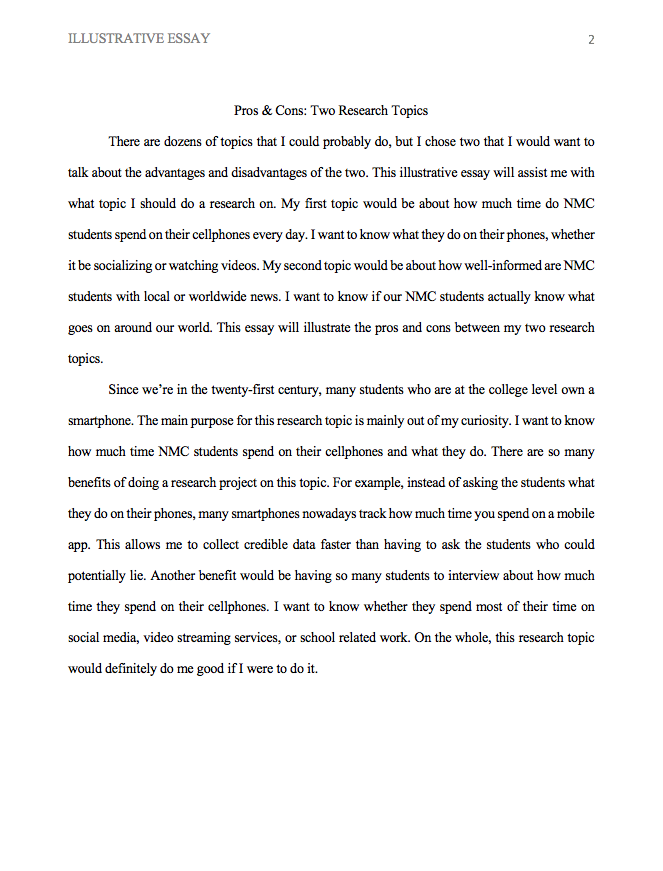 ILLUSTRATIVE ESSAY 2
Pros & Cons: Two Research Topics
There are dozens of topics that I could probably do, but I chose two that I would want to
talk about the advantages and disadvantages of the two. This illustrative essay will assist me with
what topic I should do a research on. My first topic would be about how much time do NMC
students spend on their cellphones every day. I want to know what they do on their phones, whether
it be socializing or watching videos. My second topic would be about how well-informed are NMC
students with local or worldwide news. I want to know if our NMC students actually know what
goes on around our world. This essay will illustrate the pros and cons between my two research
topics.
Since we’re in the twenty-first century, many students who are at the college level own a
smartphone. The main purpose for this research topic is mainly out of my curiosity. I want to know
how much time NMC students spend on their cellphones and what they do. There are so many
benefits of doing a research project on this topic. For example, instead of asking the students what
they do on their phones, many smartphones nowadays track how much time you spend on a mobile
app. This allows me to collect credible data faster than having to ask the students who could
potentially lie. Another benefit would be having so many students to interview about how much
time they spend on their cellphones. I want to know whether they spend most of their time on
social media, video streaming services, or school related work. On the whole, this research topic
would definitely do me good if I were to do it.